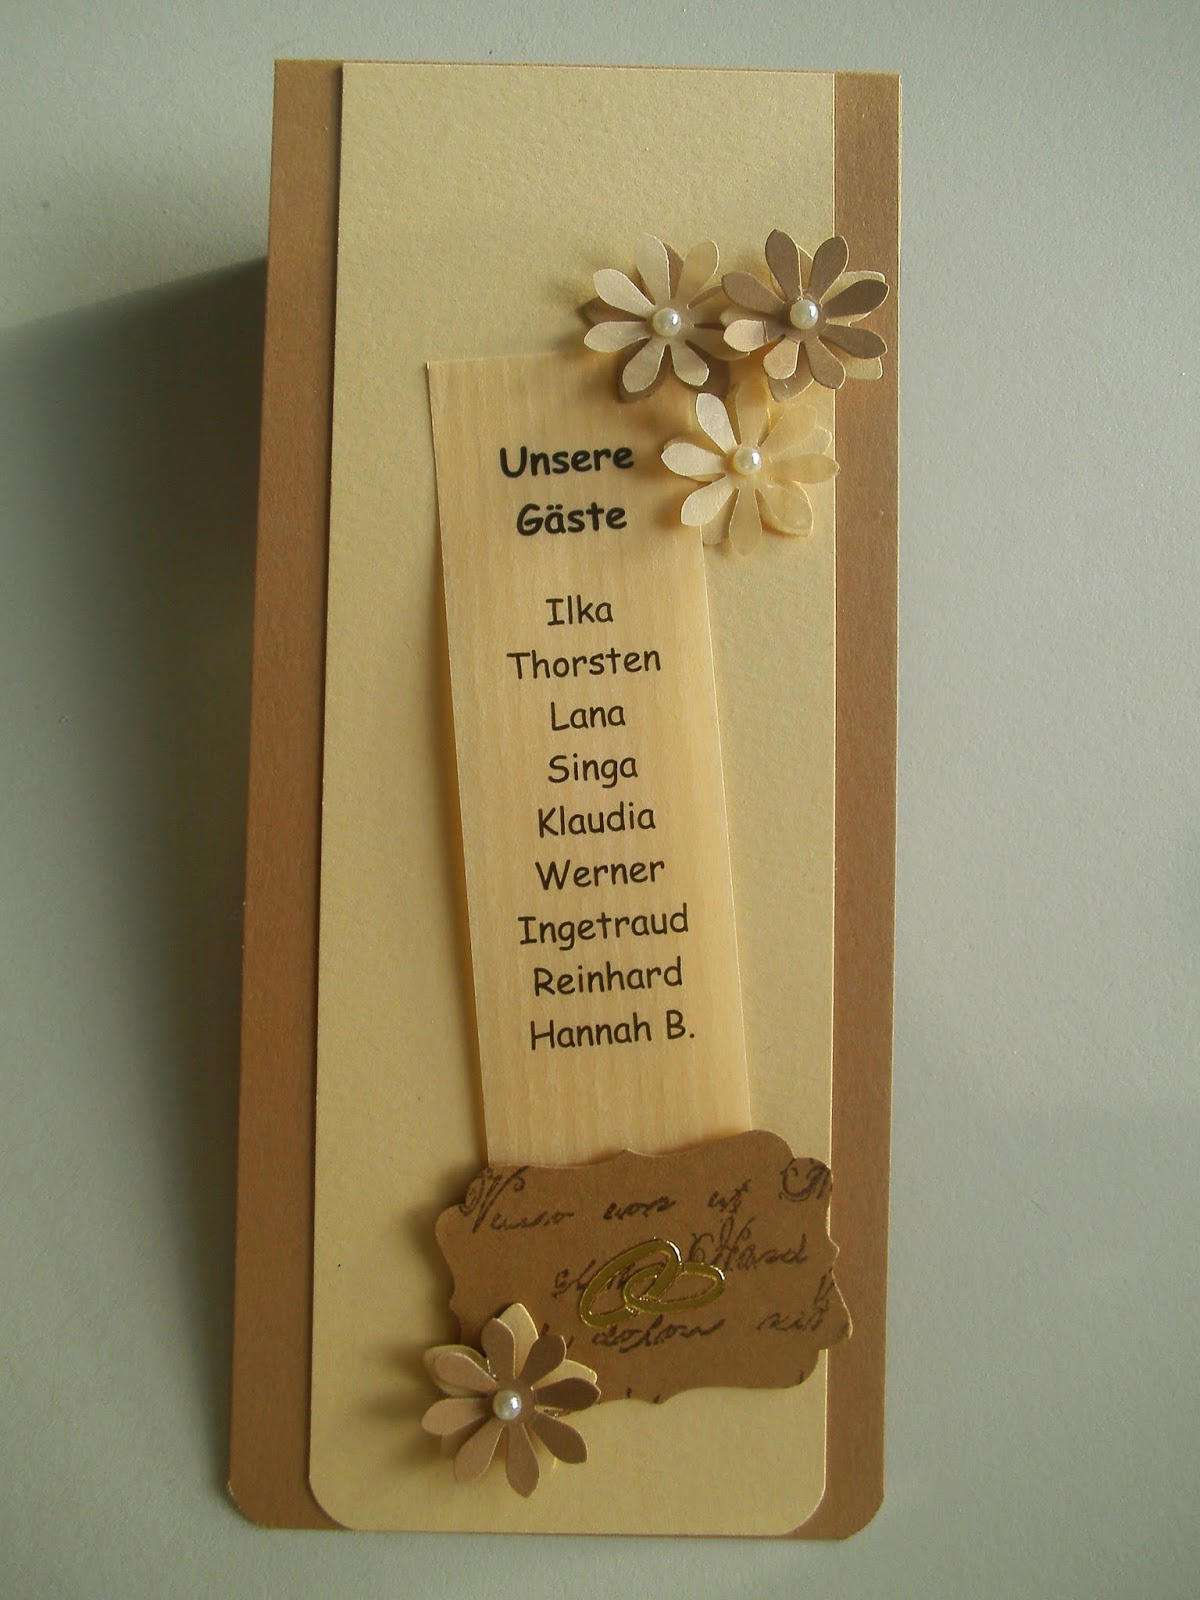 Unsere
Gäste
Ilka
Thorsten
Lana
Singa
Klaudia
Werner
Ingetraud
Reinhard
Hannah B.